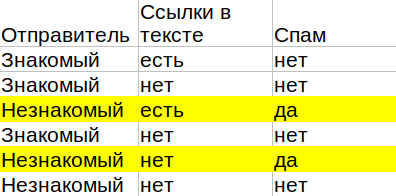 Отправитель Ссылки в тексте Спам
Знакомый есть нет
Знакомый нет нет
Незнакомый есть да
Знакомый нет нет
Незнакомый нет да
Незнакомый нет нет